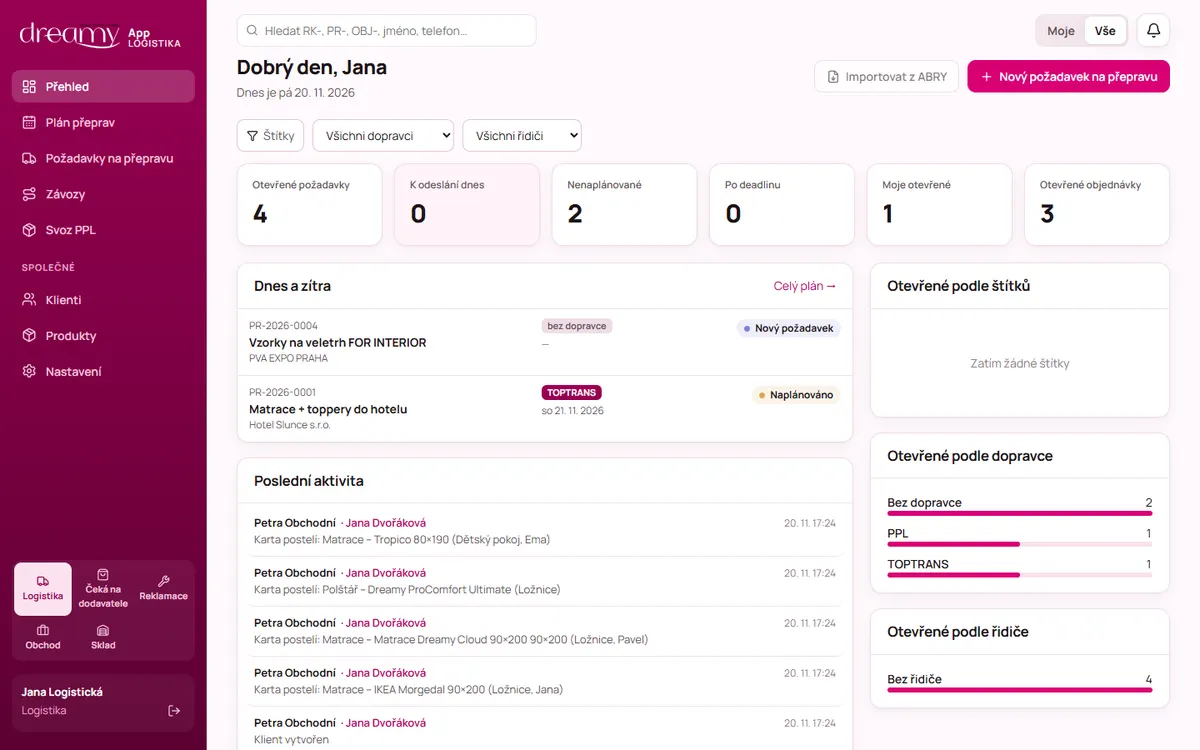 dreamy App
LOGISTIKA
Přehled
Plán přeprav
Požadavky na přepravu
Závozy
Svoz PPL
SPOLEČNÉ
Klienti
Produkty
Nastavení
Logistika
Čeká na dodavatele
Reklamace
Obchod
Sklad
Jana Logistická
Logistika
Hledat RK-, PR-, OBJ-, jméno, telefon…
Moje
Vše
Dobrý den, Jana
Dnes je pá 20. 11. 2026
Importovat z ABRY
+ Nový požadavek na přepravu
Štítky
Všichni dopravci
Všichni řidiči
Otevřené požadavky
4
K odeslání dnes
0
Nenaplánované
2
Po deadlinu
0
Moje otevřené
1
Otevřené objednávky
3
Dnes a zítra
Celý plán →
PR-2026-0004
Vzorky na veletrh FOR INTERIOR
PVA EXPO PRAHA
bez dopravce
—
Nový požadavek
PR-2026-0001
Matrace + toppery do hotelu
Hotel Slunce s.r.o.
TOPTRANS
so 21. 11. 2026
Naplánováno
Poslední aktivita
Petra Obchodní · Jana Dvořáková 20. 11. 17:24
Karta postelí: Matrace – Tropico 80×190 (Dětský pokoj, Ema)
Petra Obchodní · Jana Dvořáková 20. 11. 17:24
Karta postelí: Polštář – Dreamy ProComfort Ultimate (Ložnice)
Petra Obchodní · Jana Dvořáková 20. 11. 17:24
Karta postelí: Matrace – Matrace Dreamy Cloud 90×200 90×200 (Ložnice, Pavel)
Petra Obchodní · Jana Dvořáková 20. 11. 17:24
Karta postelí: Matrace – IKEA Morgedal 90×200 (Ložnice, Jana)
Petra Obchodní · Jana Dvořáková 20. 11. 17:24
Klient vytvořen
Otevřené podle štítků
Zatím žádné štítky
Otevřené podle dopravce
Bez dopravce 2
PPL 1
TOPTRANS 1
Otevřené podle řidiče
Bez řidiče 4